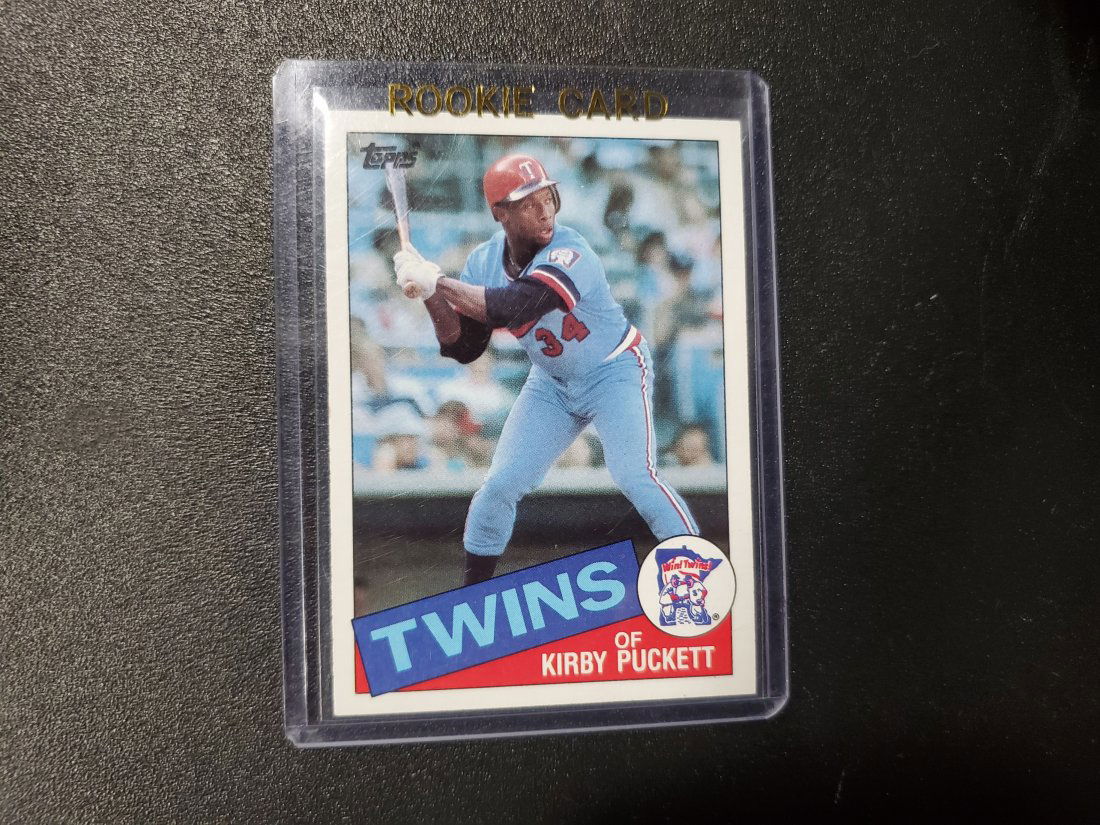 ROOKIE CARD
Topps
T
34
TWINS
Win! Twins!
®
OF
KIRBY PUCKETT